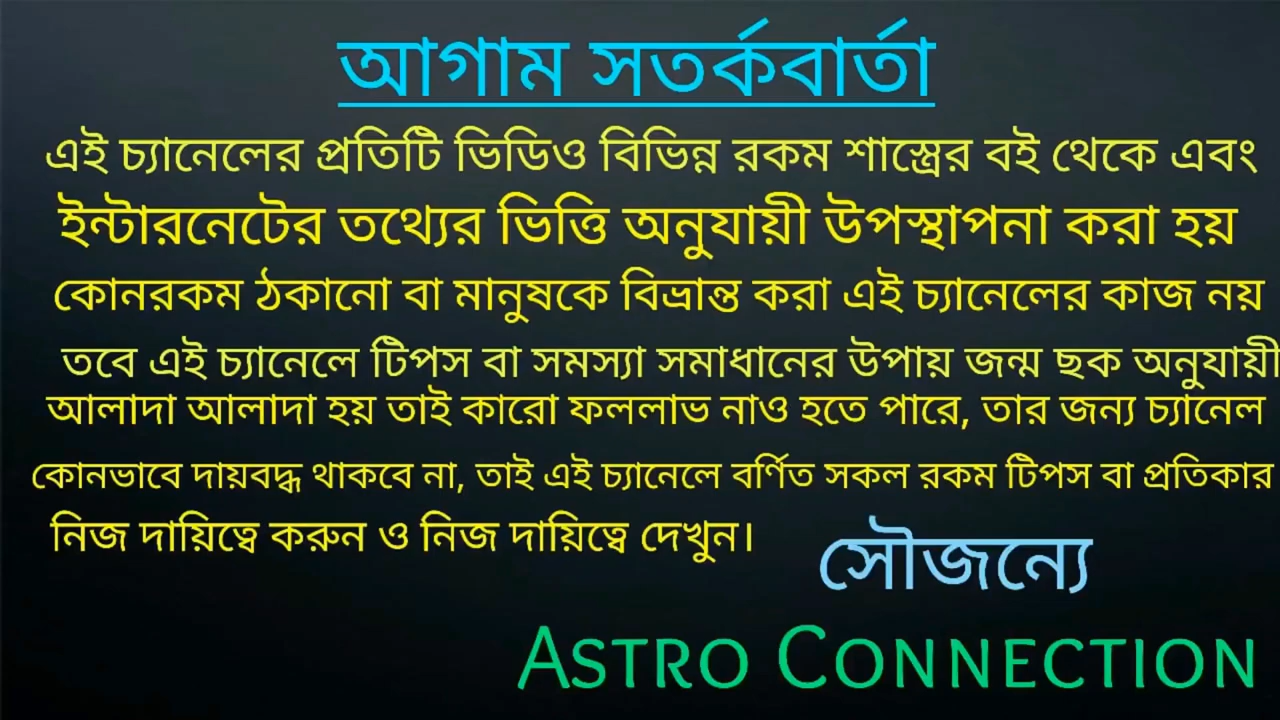 আগাম সতর্কবার্তা
এই চ্যানেলের প্রতিটি ভিডিও বিভিন্ন রকম শাস্ত্রের বই থেকে এবং
ইন্টারনেটের তথ্যের ভিত্তি অনুযায়ী উপস্থাপনা করা হয়
কোনরকম ঠকানো বা মানুষকে বিভ্রান্ত করা এই চ্যানেলের কাজ নয়
তবে এই চ্যানেলে টিপস বা সমস্যা সমাধানের উপায় জন্ম ছক অনুযায়ী
আলাদা আলাদা হয় তাই কারো ফললাভ নাও হতে পারে, তার জন্য চ্যানেল
কোনভাবে দায়বদ্ধ থাকবে না, তাই এই চ্যানেলে বর্ণিত সকল রকম টিপস বা প্রতিকার
নিজ দায়িত্বে করুন ও নিজ দায়িত্বে দেখুন।
সৌজন্যে
ASTRO CONNECTION